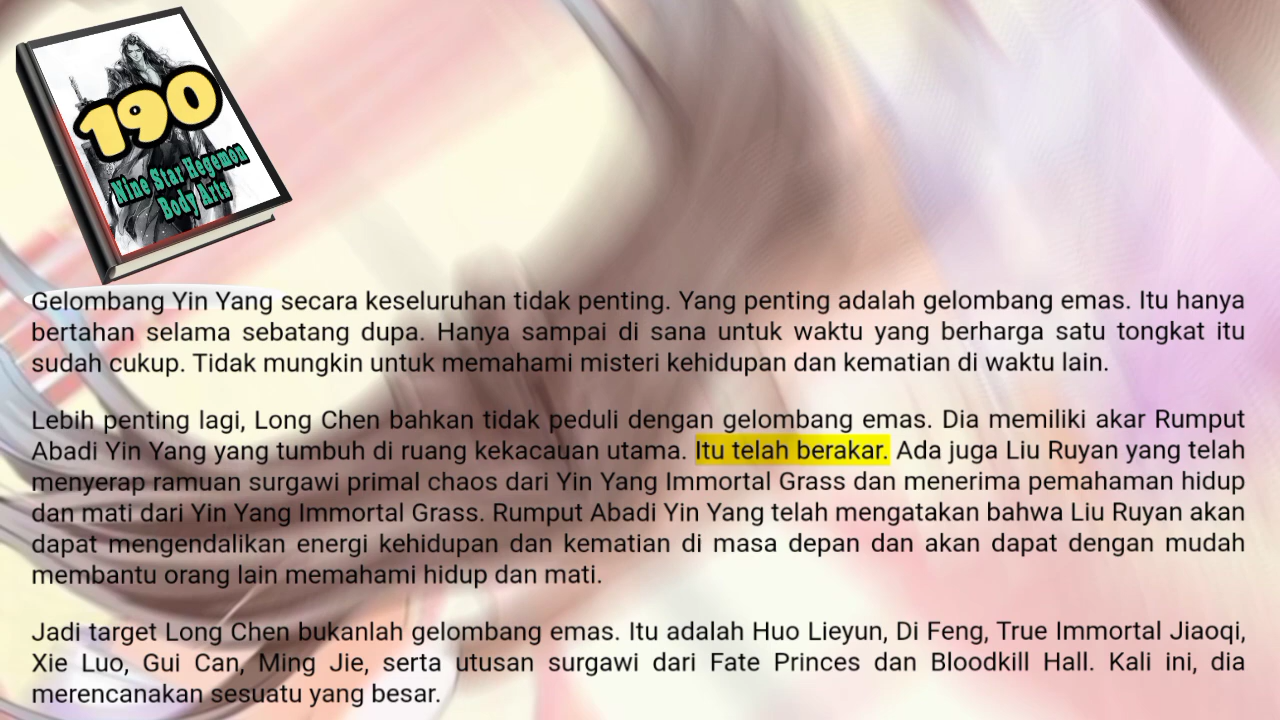 190
Nine Star Hegemon
Body Arts
Gelombang Yin Yang secara keseluruhan tidak penting. Yang penting adalah gelombang emas. Itu hanya
bertahan selama sebatang dupa. Hanya sampai di sana untuk waktu yang berharga satu tongkat itu
sudah cukup. Tidak mungkin untuk memahami misteri kehidupan dan kematian di waktu lain.
Lebih penting lagi, Long Chen bahkan tidak peduli dengan gelombang emas. Dia memiliki akar Rumput
Abadi Yin Yang yang tumbuh di ruang kekacauan utama. Itu telah berakar. Ada juga Liu Ruyan yang telah
menyerap ramuan surgawi primal chaos dari Yin Yang Immortal Grass dan menerima pemahaman hidup
dan mati dari Yin Yang Immortal Grass. Rumput Abadi Yin Yang telah mengatakan bahwa Liu Ruyan akan
dapat mengendalikan energi kehidupan dan kematian di masa depan dan akan dapat dengan mudah
membantu orang lain memahami hidup dan mati.
Jadi target Long Chen bukanlah gelombang emas. Itu adalah Huo Lieyun, Di Feng, True Immortal Jiaoqi,
Xie Luo, Gui Can, Ming Jie, serta utusan surgawi dari Fate Princes dan Bloodkill Hall. Kali ini, dia
merencanakan sesuatu yang besar.